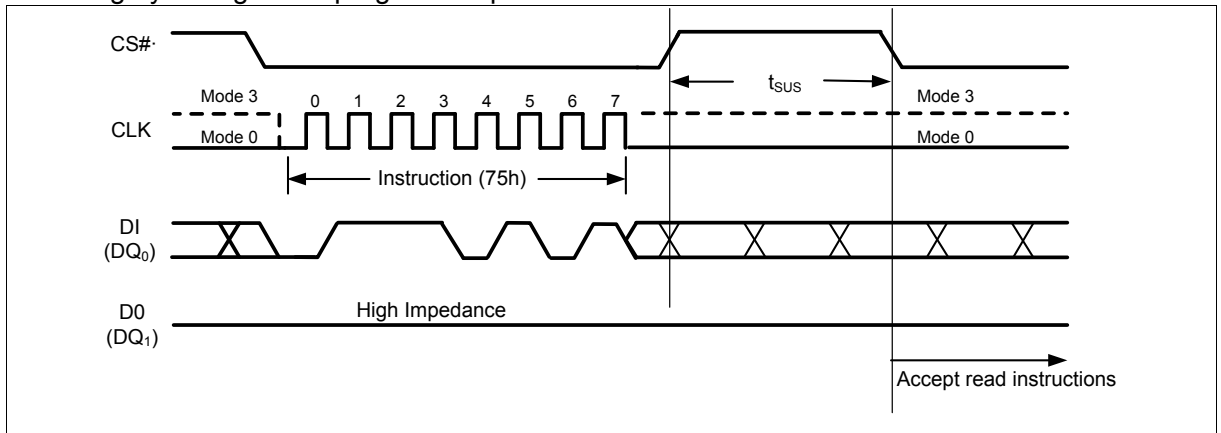 CS#·
tSUS
Mode 3
0 1 2 3 4 5 6 7
Mode 3
CLK
Mode 0
Mode 0
Instruction (75h)
DI
(DQ0)
D0
(DQ1)
High Impedance
Accept read instructions